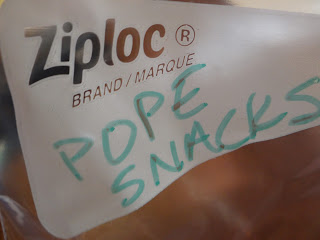 Ziploc ®
BRAND / MARQUE
POPE
SNACKS